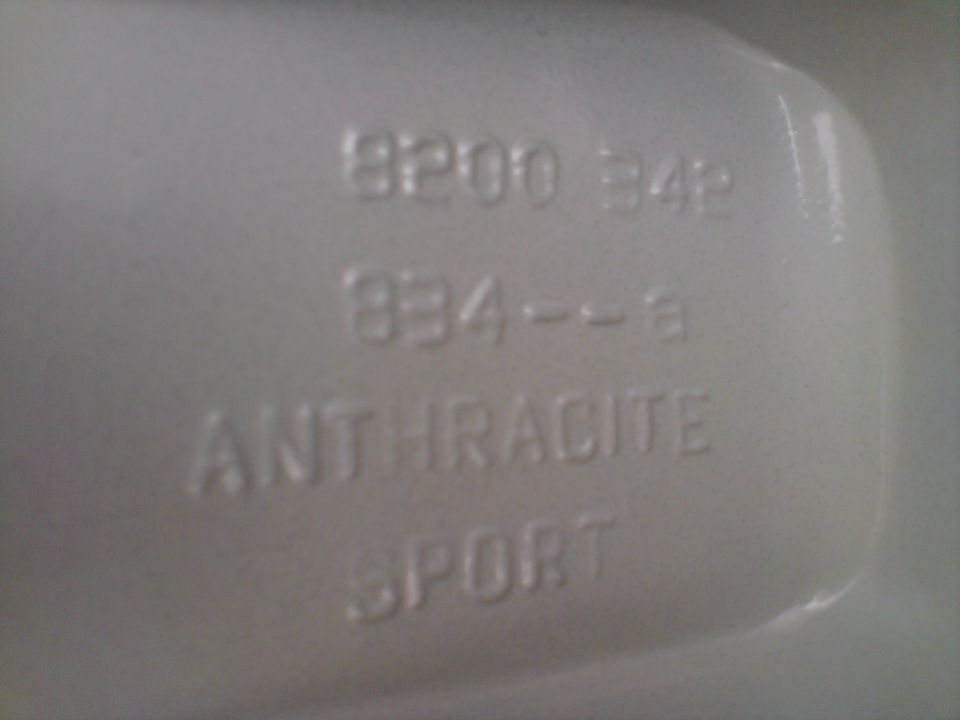 8200 342
834--a
ANTHRACITE
SPORT